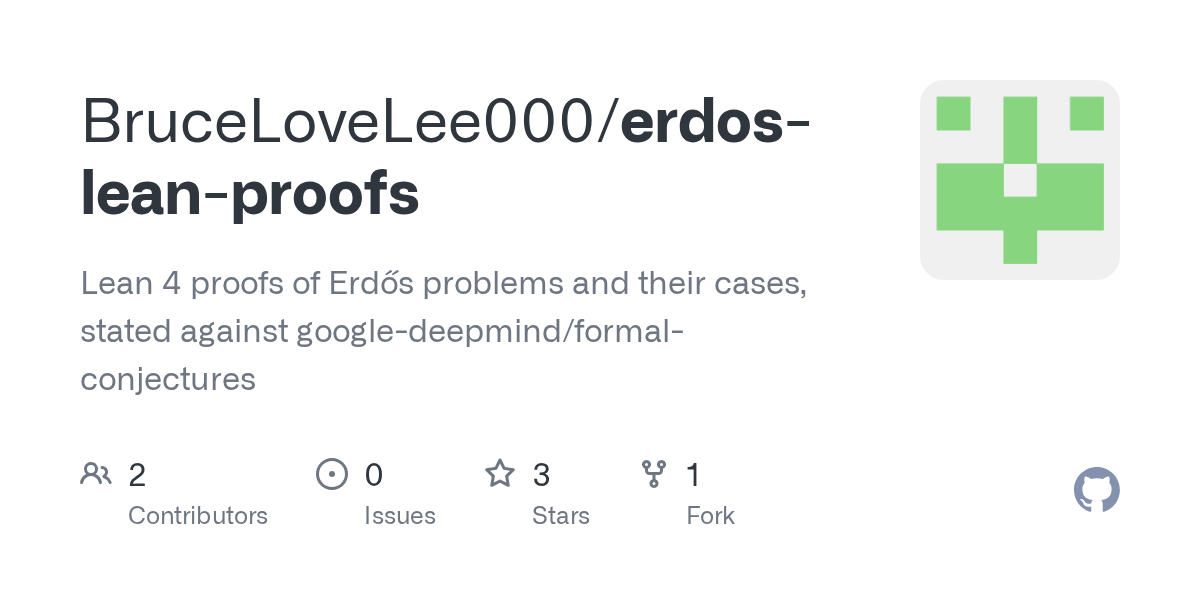 BruceLoveLee000/erdos-
lean-proofs
Lean 4 proofs of Erdős problems and their cases,
stated against google-deepmind/formal-
conjectures
2 0 3 1
Contributors Issues Stars Fork